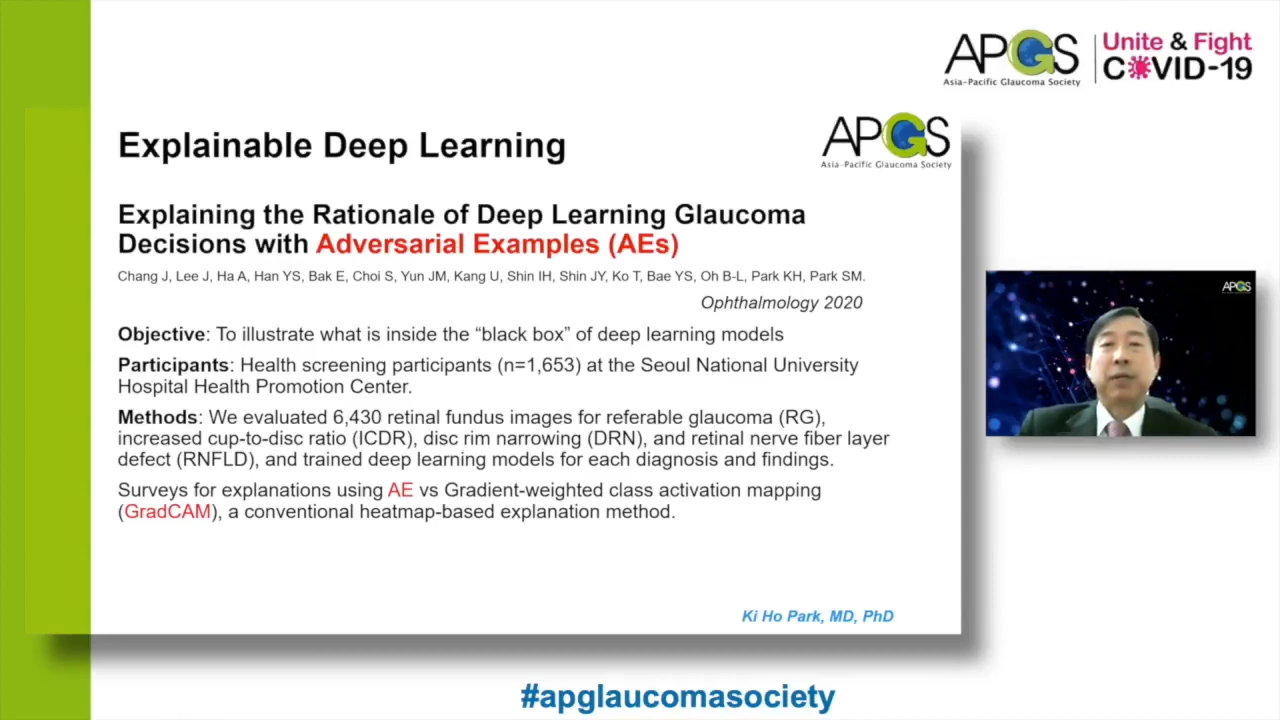 APGS
Asia-Pacific Glaucoma Society
Unite & Fight
COVID-19
Explainable Deep Learning
APGS
Asia-Pacific Glaucoma Society
Explaining the Rationale of Deep Learning Glaucoma
Decisions with Adversarial Examples (AEs)
Chang J, Lee J, Ha A, Han YS, Bak E, Choi S, Yun JM, Kang U, Shin IH, Shin JY, Ko T, Bae YS, Oh B-L, Park KH, Park SM.
Ophthalmology 2020
Objective: To illustrate what is inside the “black box” of deep learning models
Participants: Health screening participants (n=1,653) at the Seoul National University
Hospital Health Promotion Center.
Methods: We evaluated 6,430 retinal fundus images for referable glaucoma (RG),
increased cup-to-disc ratio (ICDR), disc rim narrowing (DRN), and retinal nerve fiber layer
defect (RNFLD), and trained deep learning models for each diagnosis and findings.
Surveys for explanations using AE vs Gradient-weighted class activation mapping
(GradCAM), a conventional heatmap-based explanation method.
APGS
Ki Ho Park, MD, PhD
#apglaucomasociety